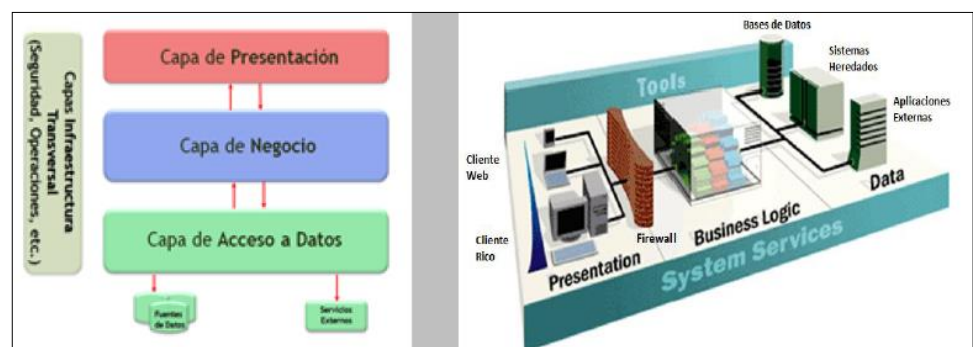 Capas Infraestructura
Transversal
(Seguridad, Operaciones, etc.)
Capa de Presentación
Capa de Negocio
Capa de Acceso a Datos
Fuentes
de Datos
Servicios
Externos
Bases de Datos
Sistemas
Heredados
Aplicaciones
Externas
Tools
Cliente
Web
Cliente
Rico
Firewall
Presentation
Business Logic
Data
System Services